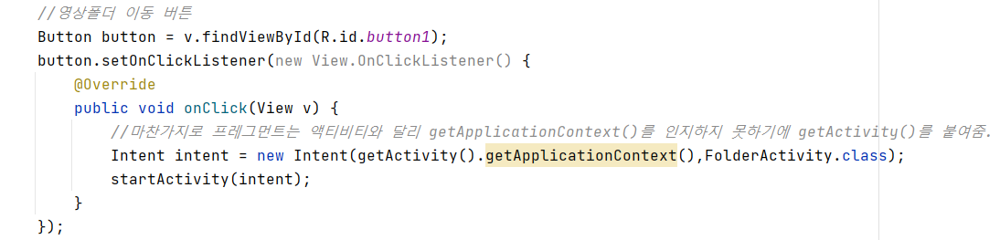 //영상폴더 이동 버튼
Button button = v.findViewById(R.id.button1);
button.setOnClickListener(new View.OnClickListener() {
@Override
public void onClick(View v) {
//마찬가지로 프레그먼트는 액티비티와 달리 getApplicationContext()를 인지하지 못하기에 getActivity()를 붙여줌.
Intent intent = new Intent(getActivity().getApplicationContext(),FolderActivity.class);
startActivity(intent);
}
});